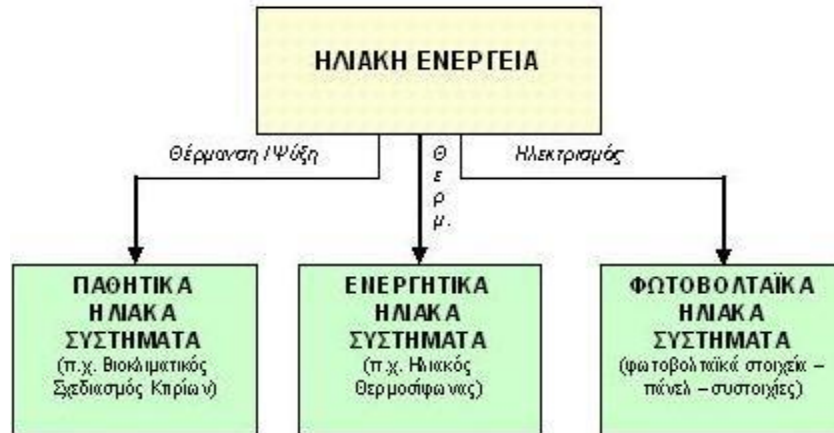 ΗΛΙΑΚΗ ΕΝΕΡΓΕΙΑ
Θέρμανση / Ψύξη
Θερμ.
Ηλεκτρισμός
ΠΑΘΗΤΙΚΑ
ΗΛΙΑΚΑ
ΣΥΣΤΗΜΑΤΑ
(π.χ. Βιοκλιματικός
Σχεδιασμός Κτιρίων)
ΕΝΕΡΓΗΤΙΚΑ
ΗΛΙΑΚΑ
ΣΥΣΤΗΜΑΤΑ
(π.χ. Ηλιακός
Θερμοσίφωνας)
ΦΩΤΟΒΟΛΤΑΪΚΑ
ΗΛΙΑΚΑ
ΣΥΣΤΗΜΑΤΑ
(φωτοβολταϊκά στοιχεία –
πάνελ – συστοιχίες)